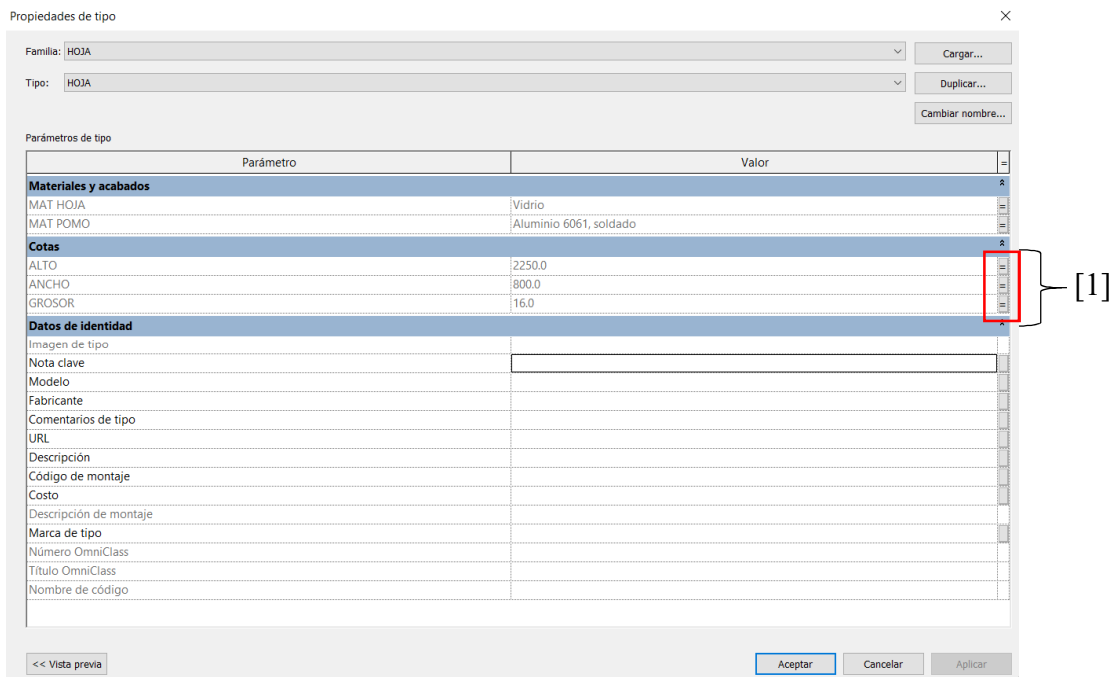 Propiedades de tipo
Familia: HOJA Cargar...
Tipo: HOJA Duplicar...
Cambiar nombre...
Parámetros de tipo
Parámetro Valor =
Materiales y acabados
MAT HOJA Vidrio =
MAT POMO Aluminio 6061, soldado =
Cotas
ALTO 2250.0 =
ANCHO 800.0 =
GROSOR 16.0 =
[1]
Datos de identidad
Imagen de tipo
Nota clave
Modelo
Fabricante
Comentarios de tipo
URL
Descripción
Código de montaje
Costo
Descripción de montaje
Marca de tipo
Número OmniClass
Título OmniClass
Nombre de código
<< Vista previa Aceptar Cancelar Aplicar